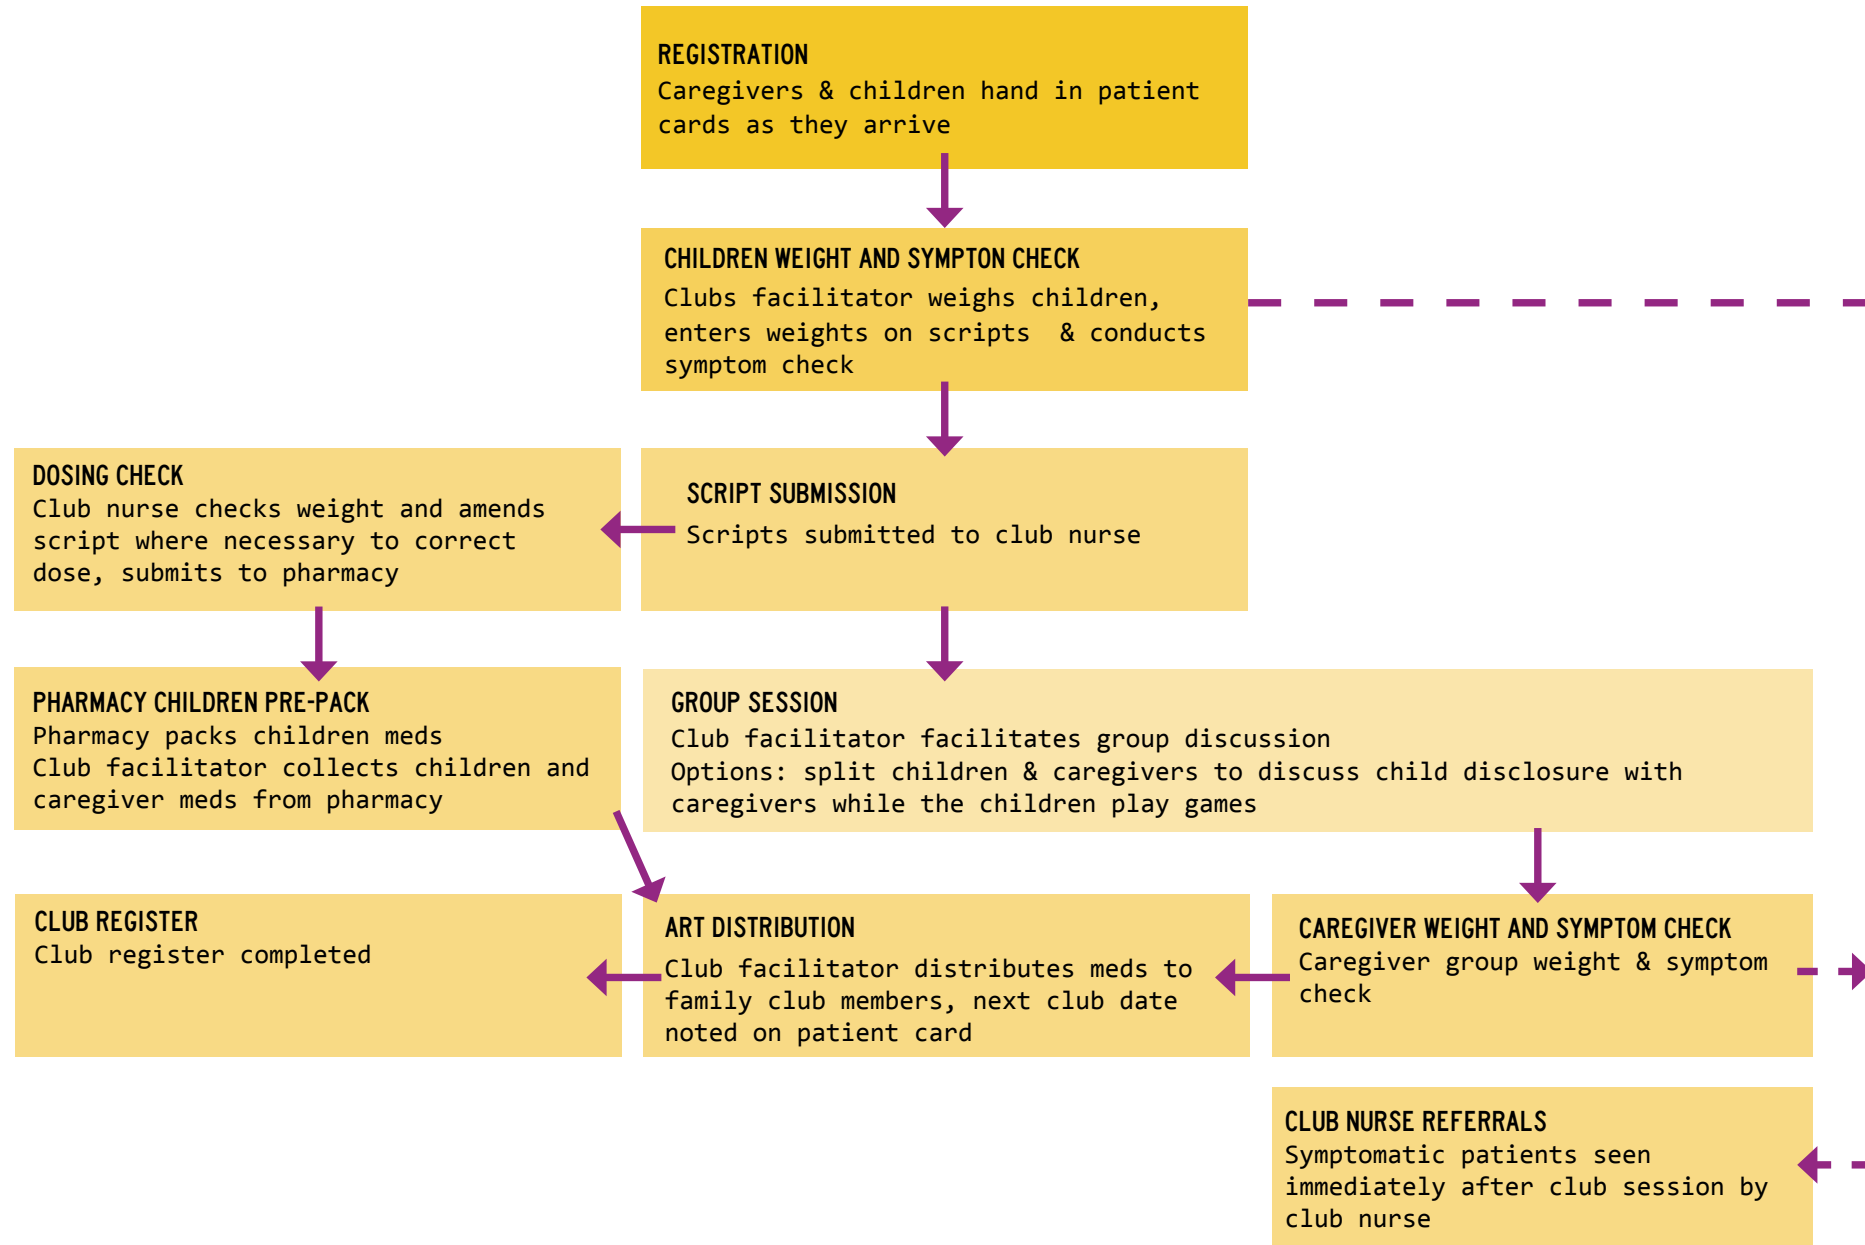 REGISTRATION
Caregivers & children hand in patient
cards as they arrive
CHILDREN WEIGHT AND SYMPTON CHECK
Clubs facilitator weighs children,
enters weights on scripts & conducts
symptom check
DOSING CHECK
Club nurse checks weight and amends
script where necessary to correct
dose, submits to pharmacy
SCRIPT SUBMISSION
Scripts submitted to club nurse
PHARMACY CHILDREN PRE-PACK
Pharmacy packs children meds
Club facilitator collects children and
caregiver meds from pharmacy
GROUP SESSION
Club facilitator facilitates group discussion
Options: split children & caregivers to discuss child disclosure with
caregivers while the children play games
CLUB REGISTER
Club register completed
ART DISTRIBUTION
Club facilitator distributes meds to
family club members, next club date
noted on patient card
CAREGIVER WEIGHT AND SYMPTOM CHECK
Caregiver group weight & symptom
check
CLUB NURSE REFERRALS
Symptomatic patients seen
immediately after club session by
club nurse